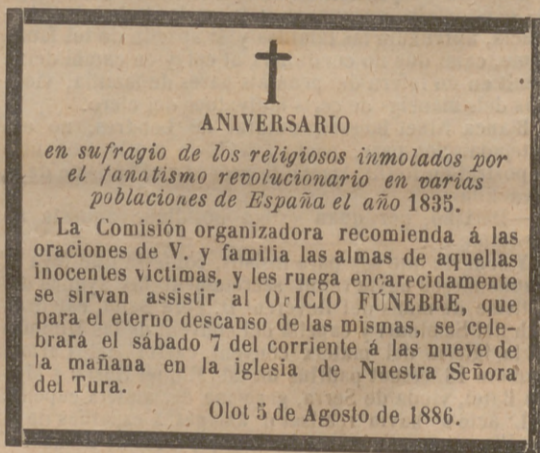 ANIVERSARIO
en sufragio de los religiosos inmolados por
el fanatismo revolucionario en varias
poblaciones de España el año 1835.
La Comisión organizadora recomienda á las
oraciones de V. y familia las almas de aquellas
inocentes víctimas, y les ruega encarecidamente
se sirvan assistir al OFICIO FÚNEBRE, que
para el eterno descanso de las mismas, se cele-
brará el sábado 7 del corriente á las nueve de
la mañana en la iglesia de Nuestra Señora
del Tura.
Olot 5 de Agosto de 1886.